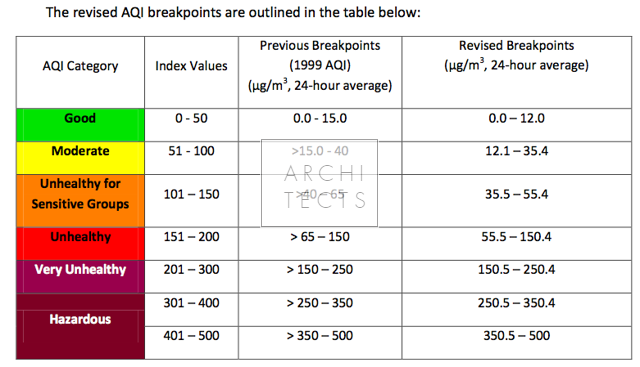 The revised AQI breakpoints are outlined in the table below:
AQI Category
Index Values
Previous Breakpoints
(1999 AQI)
(µg/m³, 24-hour average)
Revised Breakpoints
(µg/m³, 24-hour average)
Good
0 - 50
0.0 - 15.0
0.0 – 12.0
Moderate
51 - 100
>15.0 - 40
12.1 – 35.4
Unhealthy for
Sensitive Groups
101 – 150
>40 – 65
35.5 – 55.4
ARCHI
TECTS
Unhealthy
151 – 200
> 65 – 150
55.5 – 150.4
Very Unhealthy
201 – 300
> 150 – 250
150.5 – 250.4
Hazardous
301 – 400
> 250 – 350
250.5 – 350.4
401 – 500
> 350 – 500
350.5 – 500